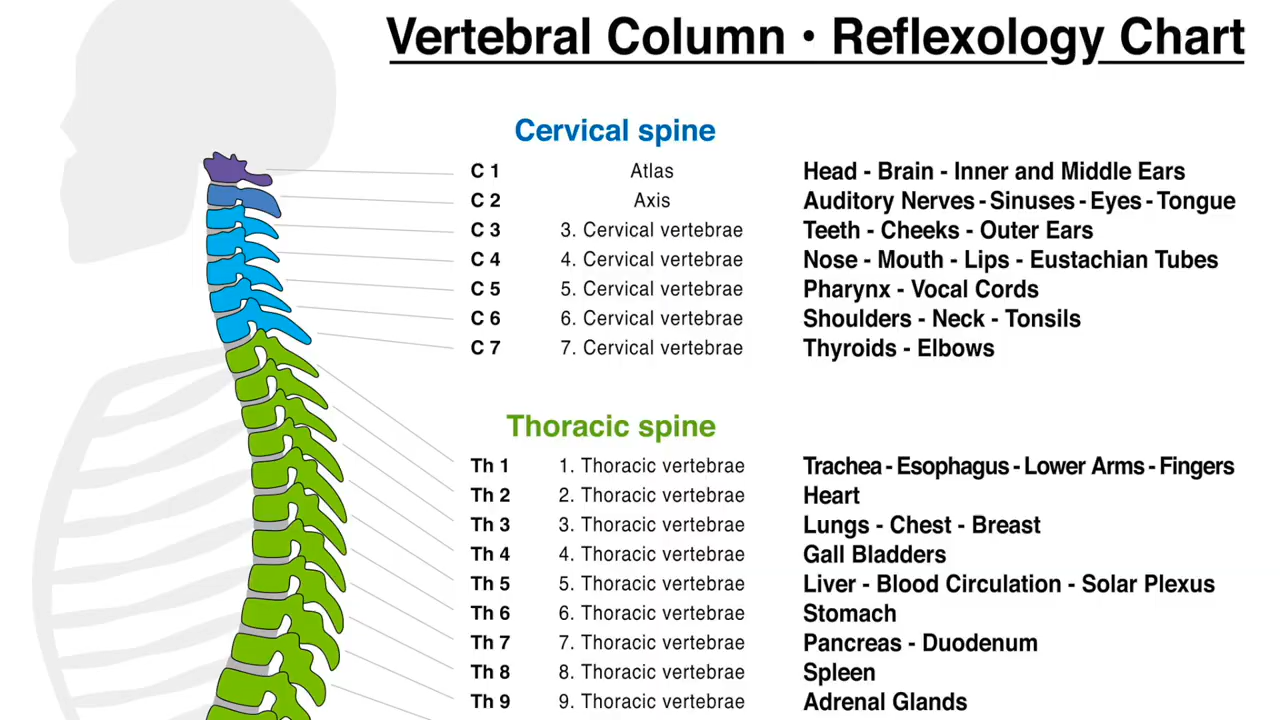 Vertebral Column • Reflexology Chart
Cervical spine
C 1 Atlas Head - Brain - Inner and Middle Ears
C 2 Axis Auditory Nerves - Sinuses - Eyes - Tongue
C 3 3. Cervical vertebrae Teeth - Cheeks - Outer Ears
C 4 4. Cervical vertebrae Nose - Mouth - Lips - Eustachian Tubes
C 5 5. Cervical vertebrae Pharynx - Vocal Cords
C 6 6. Cervical vertebrae Shoulders - Neck - Tonsils
C 7 7. Cervical vertebrae Thyroids - Elbows
Thoracic spine
Th 1 1. Thoracic vertebrae Trachea - Esophagus - Lower Arms - Fingers
Th 2 2. Thoracic vertebrae Heart
Th 3 3. Thoracic vertebrae Lungs - Chest - Breast
Th 4 4. Thoracic vertebrae Gall Bladders
Th 5 5. Thoracic vertebrae Liver - Blood Circulation - Solar Plexus
Th 6 6. Thoracic vertebrae Stomach
Th 7 7. Thoracic vertebrae Pancreas - Duodenum
Th 8 8. Thoracic vertebrae Spleen
Th 9 9. Thoracic vertebrae Adrenal Glands